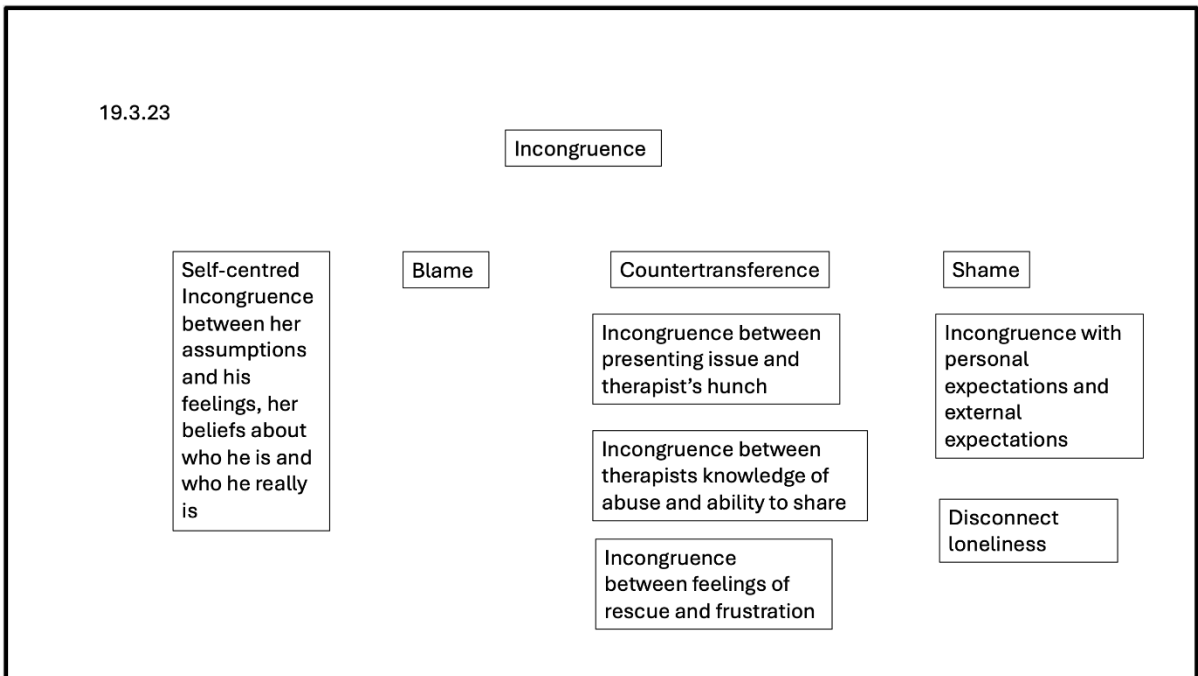 19.3.23
Incongruence
Self-centred
Incongruence
between her
assumptions
and his
feelings, her
beliefs about
who he is and
who he really
is
Blame
Countertransference
Incongruence between
presenting issue and
therapist’s hunch
Incongruence between
therapists knowledge of
abuse and ability to share
Incongruence
between feelings of
rescue and frustration
Shame
Incongruence with
personal
expectations and
external
expectations
Disconnect
loneliness